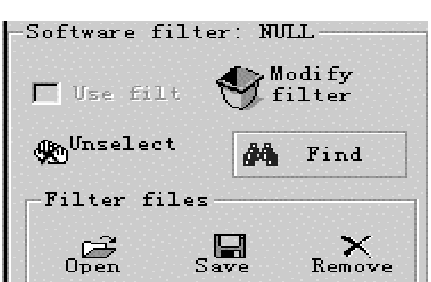 Software filter: NULL
Use filt
Modify
filter
Unselect
Find
Filter files
Open
Save
Remove